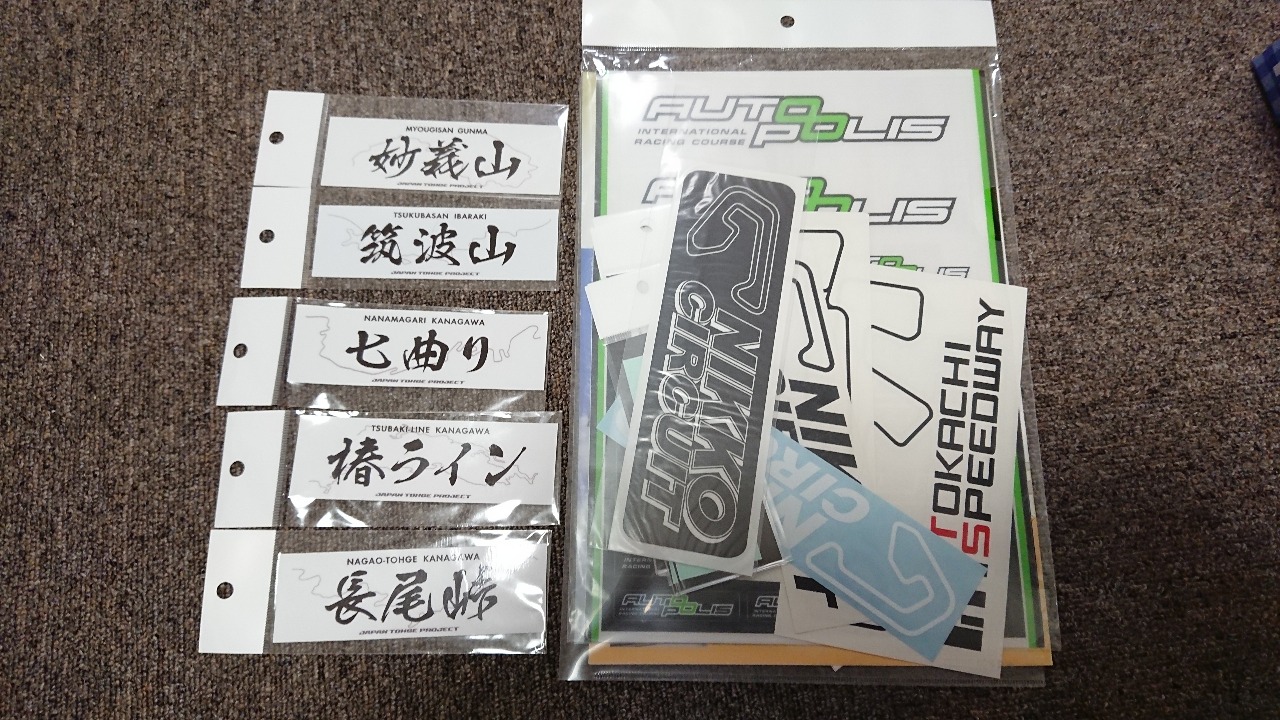 MYOUGISAN GUNMA
妙義山
JAPAN TOHGE PROJECT
TSUKUBASAN IBARAKI
筑波山
JAPAN TOHGE PROJECT
NANAMAGARI KANAGAWA
七曲り
JAPAN TOHGE PROJECT
TSUBAKI-LINE KANAGAWA
椿ライン
JAPAN TOHGE PROJECT
NAGAO-TOHGE KANAGAWA
長尾峠
JAPAN TOHGE PROJECT
AUTOPOLIS
INTERNATIONAL
RACING COURSE
NIKKO
CIRCUIT
TOKACHI
SPEEDWAY
AUTOPOLIS